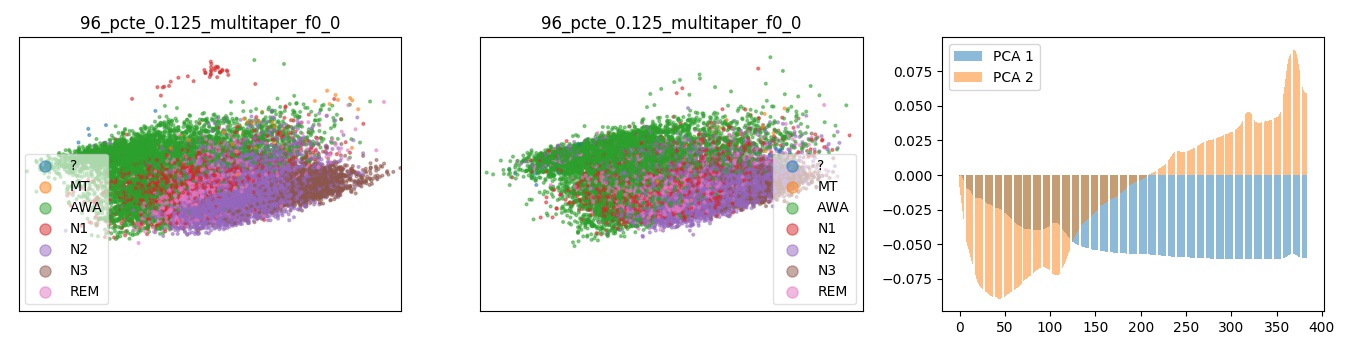 96_pcte_0.125_multitaper_f0_0
?
MT
AWA
N1
N2
N3
REM
96_pcte_0.125_multitaper_f0_0
?
MT
AWA
N1
N2
N3
REM
PCA 1
PCA 2
0.075
0.050
0.025
0.000
−0.025
−0.050
−0.075
0 50 100 150 200 250 300 350 400